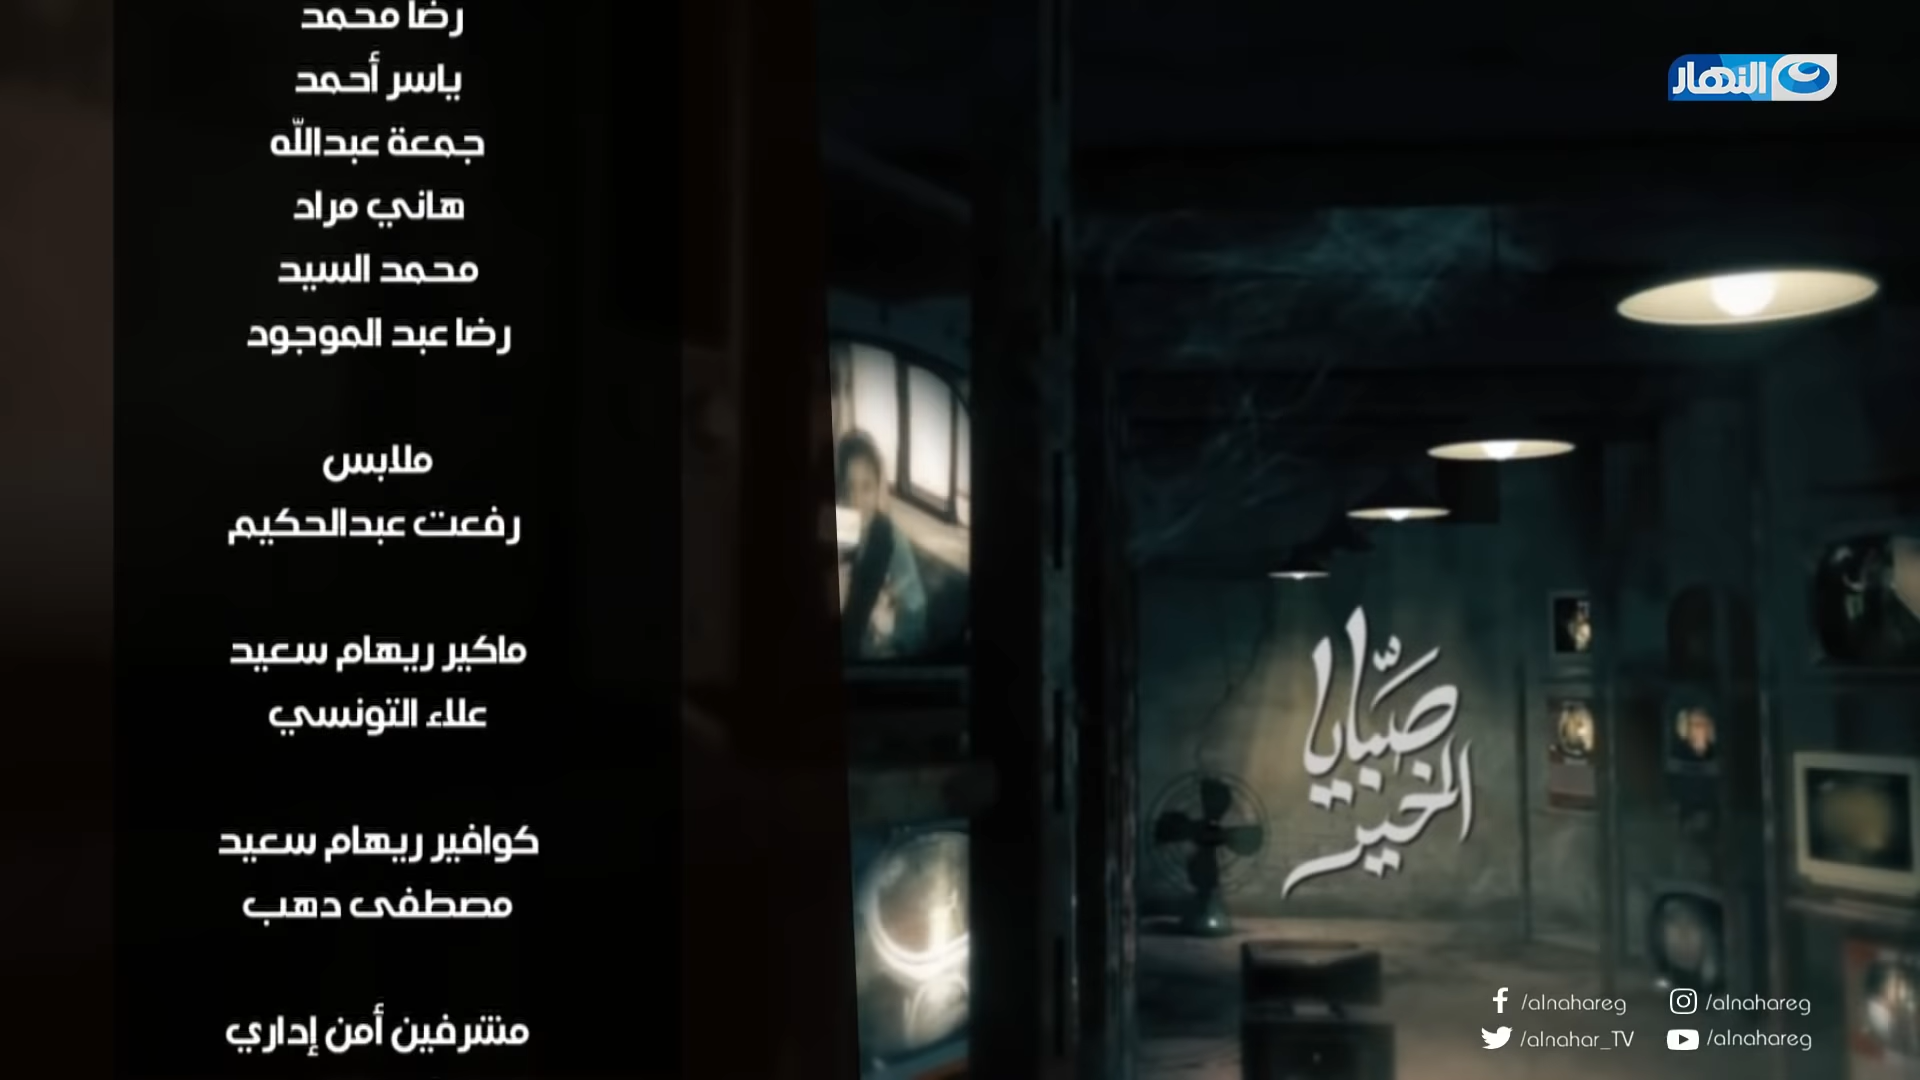 رضا محمد
ياسر أحمد
جمعة عبدالله
هاني مراد
محمد السيد
رضا عبد الموجود
ملابس
رفعت عبدالحكيم
ماكير ريهام سعيد
علاء التونسي
كوافير ريهام سعيد
مصطفى دهب
مشرفين أمن إداري
النهار
صبايا
الخير
/alnahareg
/alnahareg
/alnahar_TV
/alnahareg